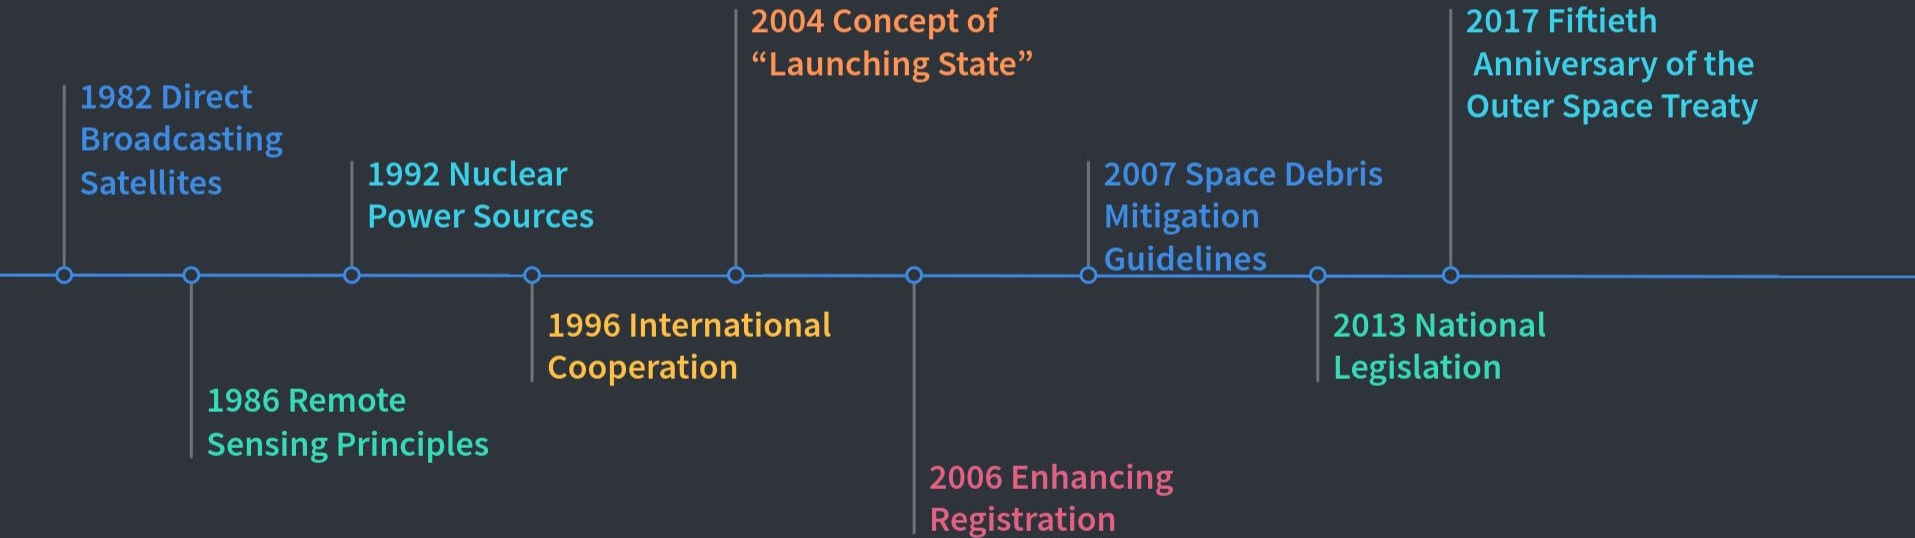 1982 Direct
Broadcasting
Satellites
1986 Remote
Sensing Principles
1992 Nuclear
Power Sources
1996 International
Cooperation
2004 Concept of
“Launching State”
2006 Enhancing
Registration
2007 Space Debris
Mitigation
Guidelines
2013 National
Legislation
2017 Fiftieth
Anniversary of the
Outer Space Treaty